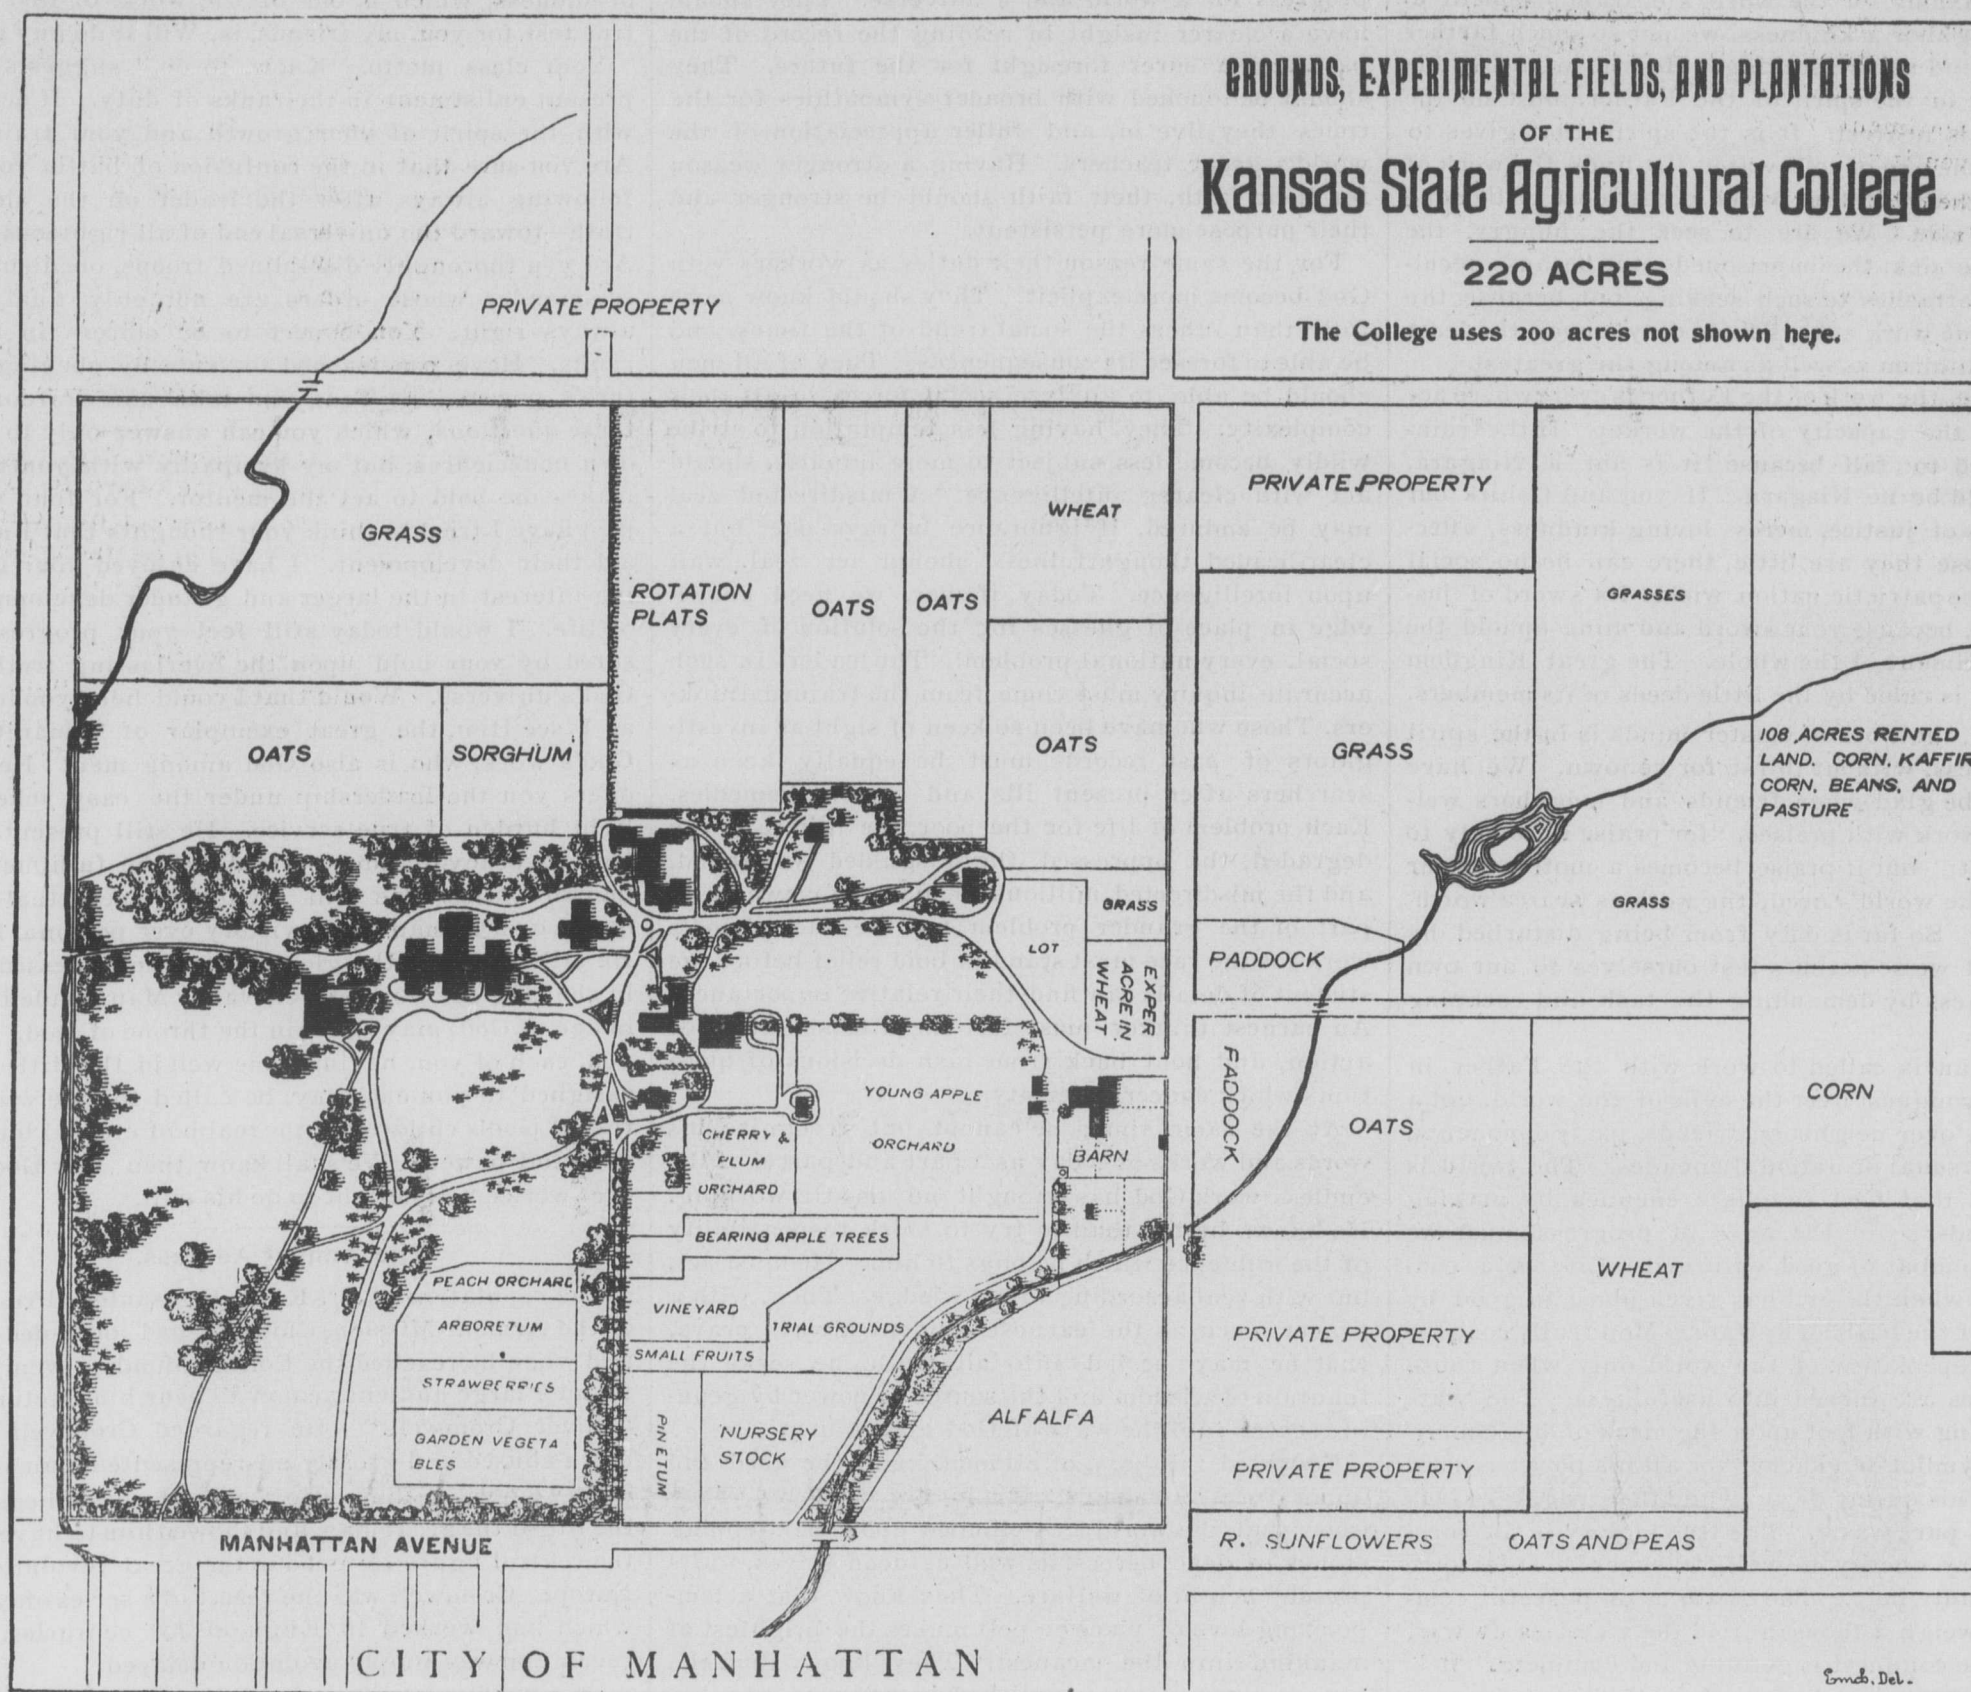 GROUNDS, EXPERIMENTAL FIELDS, AND PLANTATIONS
OF THE
Kansas State Agricultural College
220 ACRES
The College uses 200 acres not shown here.
PRIVATE PROPERTY
GRASS
ROTATION
PLATS
OATS
OATS
WHEAT
PRIVATE PROPERTY
GRASSES
OATS
SORGHUM
OATS
GRASS
108 ACRES RENTED
LAND. CORN, KAFFIR
CORN, BEANS, AND
PASTURE
GRASS
LOT
GRASS
PADDOCK
EXPER
ACRE IN
WHEAT
PADDOCK
YOUNG APPLE
ORCHARD
CORN
OATS
CHERRY &
PLUM
ORCHARD
BARN
BEARING APPLE TREES
PEACH ORCHARD
WHEAT
VINEYARD
ARBORETUM
TRIAL GROUNDS
PRIVATE PROPERTY
SMALL FRUITS
STRAWBERRIES
ALFALFA
GARDEN VEGETA
BLES
PINETUM
NURSERY
STOCK
PRIVATE PROPERTY
MANHATTAN AVENUE
R. SUNFLOWERS
OATS AND PEAS
CITY OF MANHATTAN